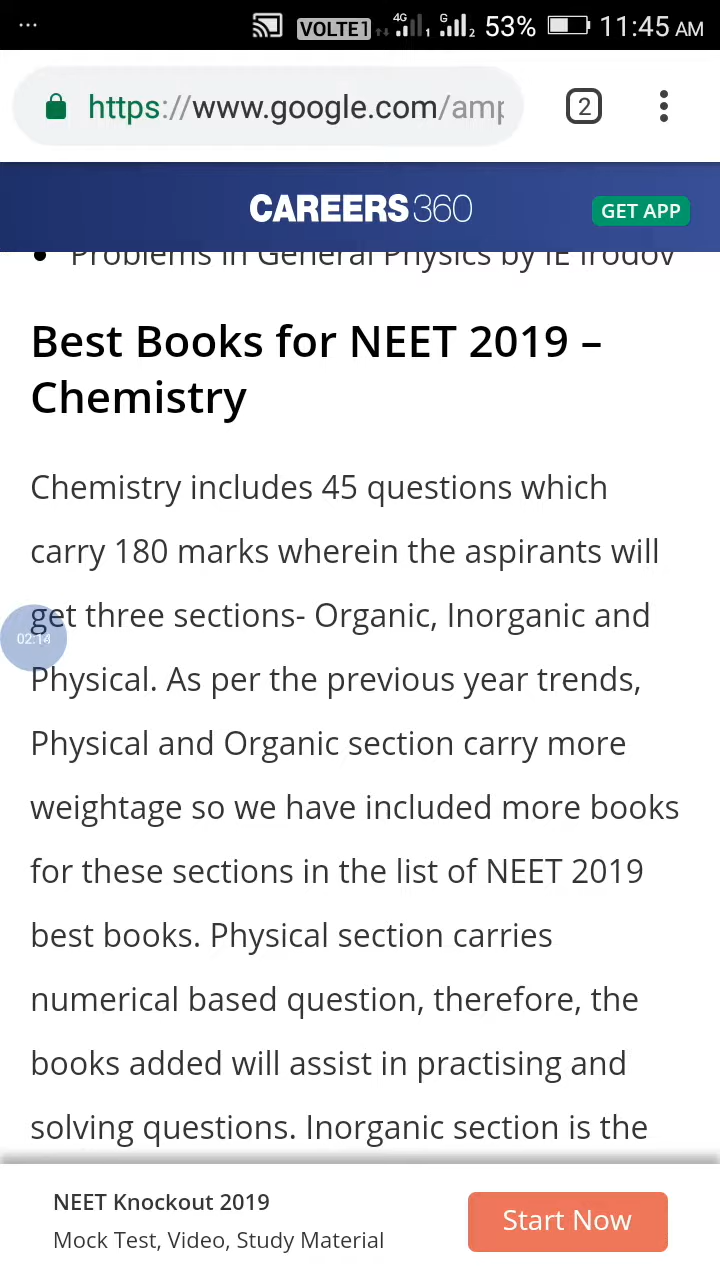 VOLTE1 4G 1 G 2 53% 11:45 AM
https://www.google.com/amp
2
CAREERS360
GET APP
• Problems in General Physics by IE Irodov
Best Books for NEET 2019 –
Chemistry
Chemistry includes 45 questions which
carry 180 marks wherein the aspirants will
get three sections- Organic, Inorganic and
02:14
Physical. As per the previous year trends,
Physical and Organic section carry more
weightage so we have included more books
for these sections in the list of NEET 2019
best books. Physical section carries
numerical based question, therefore, the
books added will assist in practising and
solving questions. Inorganic section is the
NEET Knockout 2019
Mock Test, Video, Study Material
Start Now